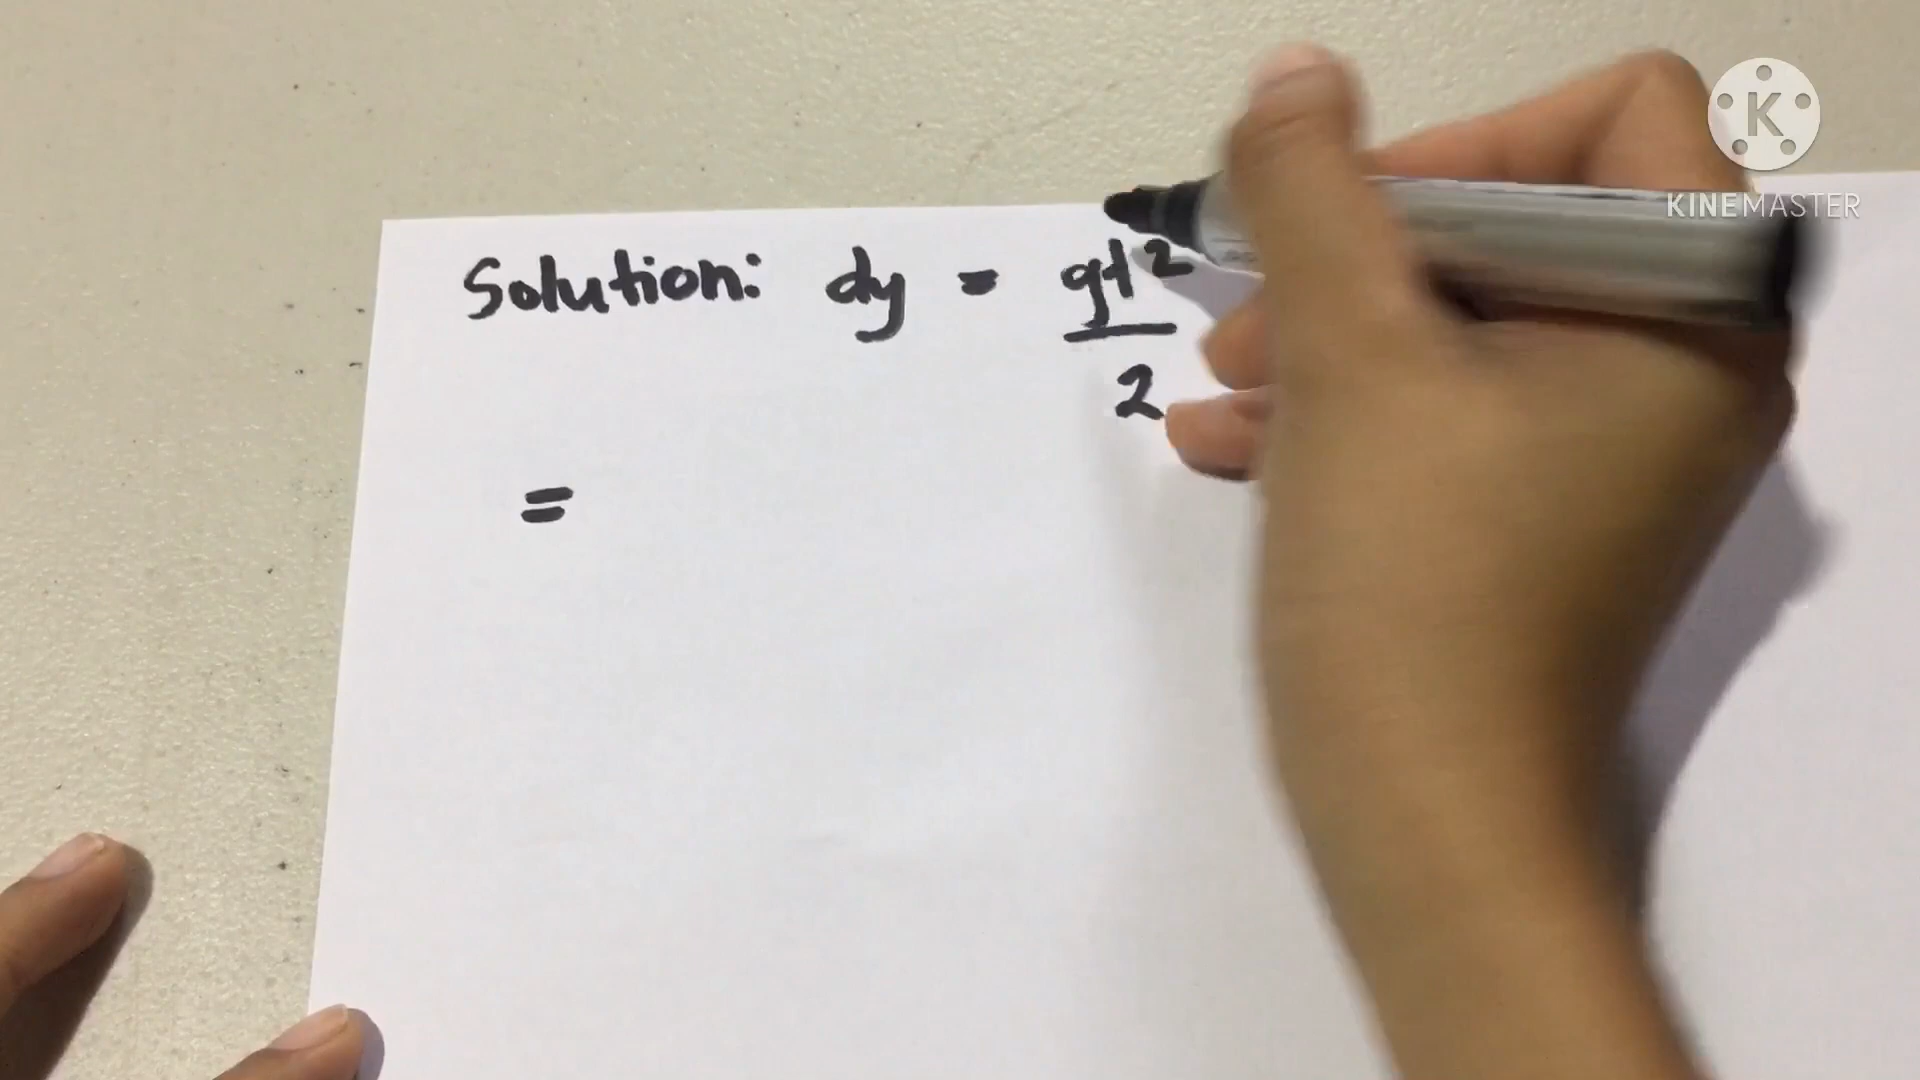 K
KINEMASTER
Solution: dy = gt²
2
=